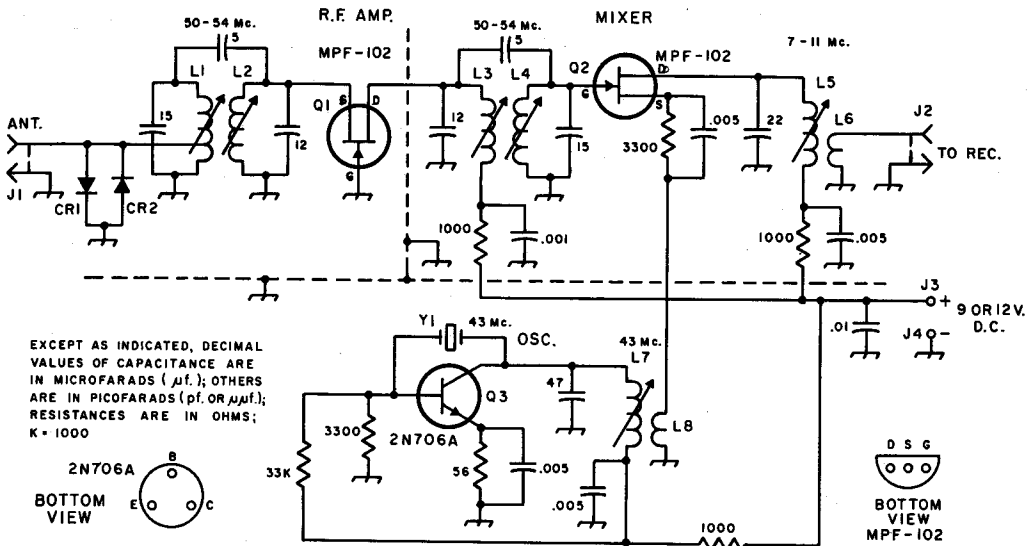 R.F. AMP.
MIXER
50-54 Mc.
5
MPF-102
50-54 Mc.
5
MPF-102
7-11 Mc.
L1
L2
L3
L4
Q2
D
G
S
L5
L6
J2
ANT.
15
12
S
D
Q1
G
12
15
3300
.005
22
TO REC.
J1
CR1
CR2
1000
.001
1000
.005
J3
+
9 OR 12 V.
D.C.
.01
J4
-
Y1
43 Mc.
OSC.
43 Mc.
L7
EXCEPT AS INDICATED, DECIMAL
VALUES OF CAPACITANCE ARE
IN MICROFARADS (μf.); OTHERS
ARE IN PICOFARADS (pf. OR μμf.);
RESISTANCES ARE IN OHMS;
K = 1000
Q3
47
L8
3300
2N706A
33K
56
.005
.005
1000
2N706A
B
E
C
BOTTOM
VIEW
D S G
BOTTOM
VIEW
MPF-102